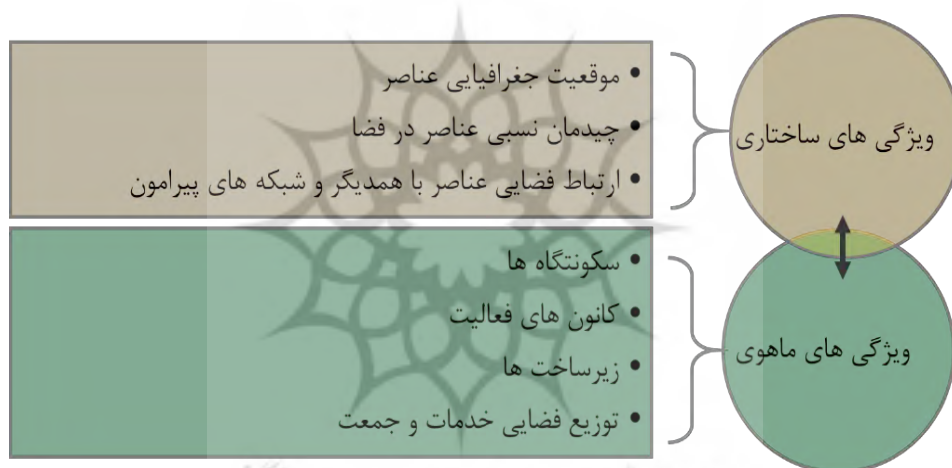 ویژگی های ساختاری
• موقعیت جغرافیایی عناصر
• چیدمان نسبی عناصر در فضا
• ارتباط فضایی عناصر با همدیگر و شبکه های پیرامون
ویژگی های ماهوی
• سکونتگاه ها
• کانون های فعالیت
• زیرساخت ها
• توزیع فضایی خدمات و جمعت